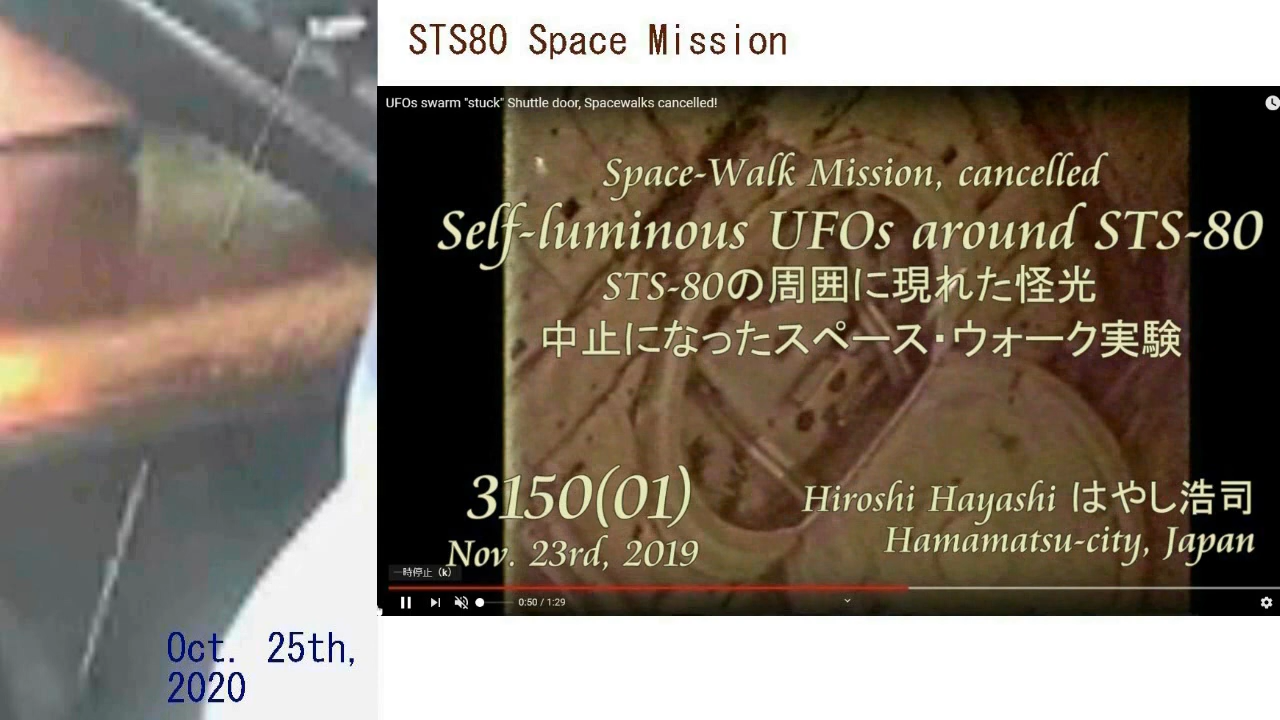 STS80 Space Mission
UFOs swarm "stuck" Shuttle door, Spacewalks cancelled!
Space-Walk Mission, cancelled
Self-luminous UFOs around STS-80
STS-80の周囲に現れた怪光
中止になったスペース・ウォーク実験
3150(01)
Nov. 23rd, 2019
Hiroshi Hayashi はやし浩司
Hamamatsu-city, Japan
一時停止 (k)
0:50 / 1:29
Oct. 25th,
2020